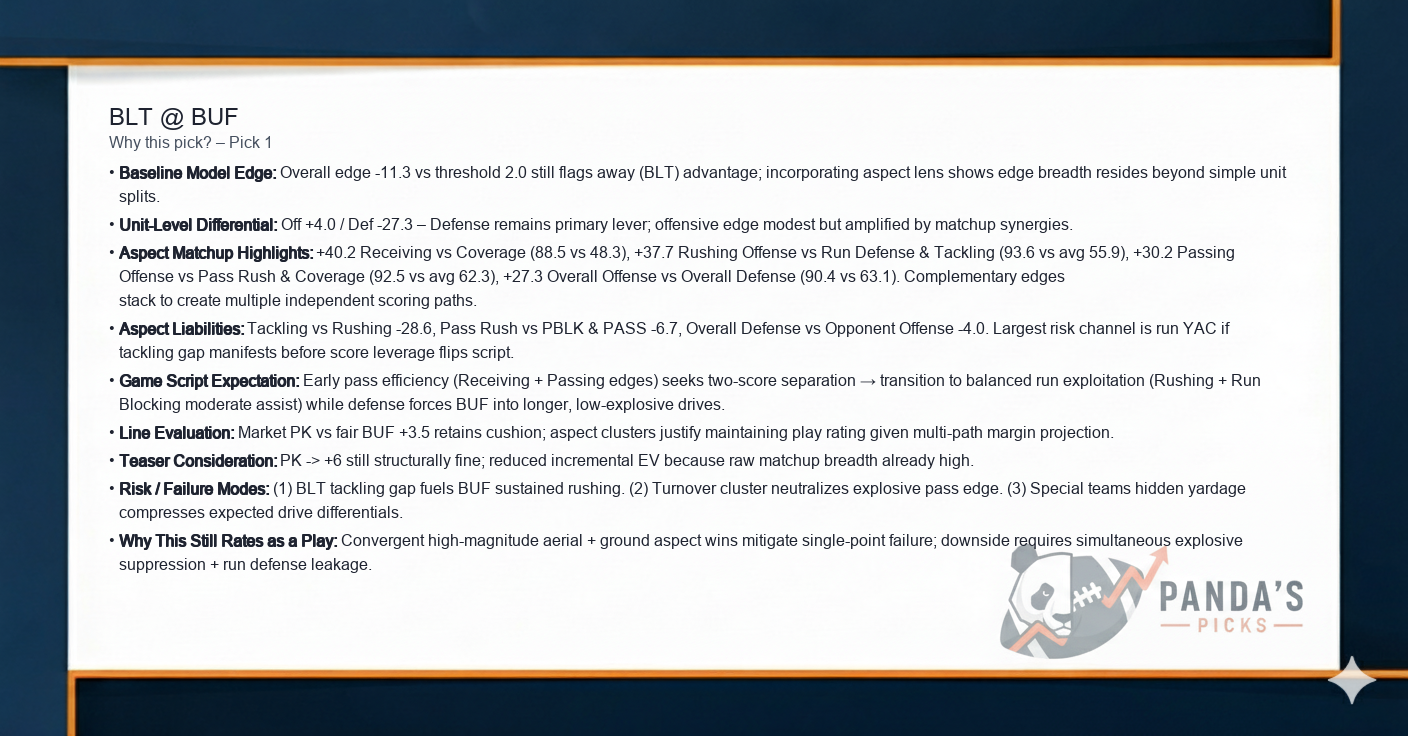 BLT @ BUF
Why this pick? – Pick 1
• Baseline Model Edge: Overall edge -11.3 vs threshold 2.0 still flags away (BLT) advantage; incorporating aspect lens shows edge breadth resides beyond simple unit
splits.
• Unit-Level Differential: Off +4.0 / Def -27.3 – Defense remains primary lever; offensive edge modest but amplified by matchup synergies.
• Aspect Matchup Highlights: +40.2 Receiving vs Coverage (88.5 vs 48.3), +37.7 Rushing Offense vs Run Defense & Tackling (93.6 vs avg 55.9), +30.2 Passing
Offense vs Pass Rush & Coverage (92.5 vs avg 62.3), +27.3 Overall Offense vs Overall Defense (90.4 vs 63.1). Complementary edges
stack to create multiple independent scoring paths.
• Aspect Liabilities: Tackling vs Rushing -28.6, Pass Rush vs PBLK & PASS -6.7, Overall Defense vs Opponent Offense -4.0. Largest risk channel is run YAC if
tackling gap manifests before score leverage flips script.
• Game Script Expectation: Early pass efficiency (Receiving + Passing edges) seeks two-score separation → transition to balanced run exploitation (Rushing + Run
Blocking moderate assist) while defense forces BUF into longer, low-explosive drives.
• Line Evaluation: Market PK vs fair BUF +3.5 retains cushion; aspect clusters justify maintaining play rating given multi-path margin projection.
• Teaser Consideration: PK -> +6 still structurally fine; reduced incremental EV because raw matchup breadth already high.
• Risk / Failure Modes: (1) BLT tackling gap fuels BUF sustained rushing. (2) Turnover cluster neutralizes explosive pass edge. (3) Special teams hidden yardage
compresses expected drive differentials.
• Why This Still Rates as a Play: Convergent high-magnitude aerial + ground aspect wins mitigate single-point failure; downside requires simultaneous explosive
suppression + run defense leakage.
PANDA'S
PICKS